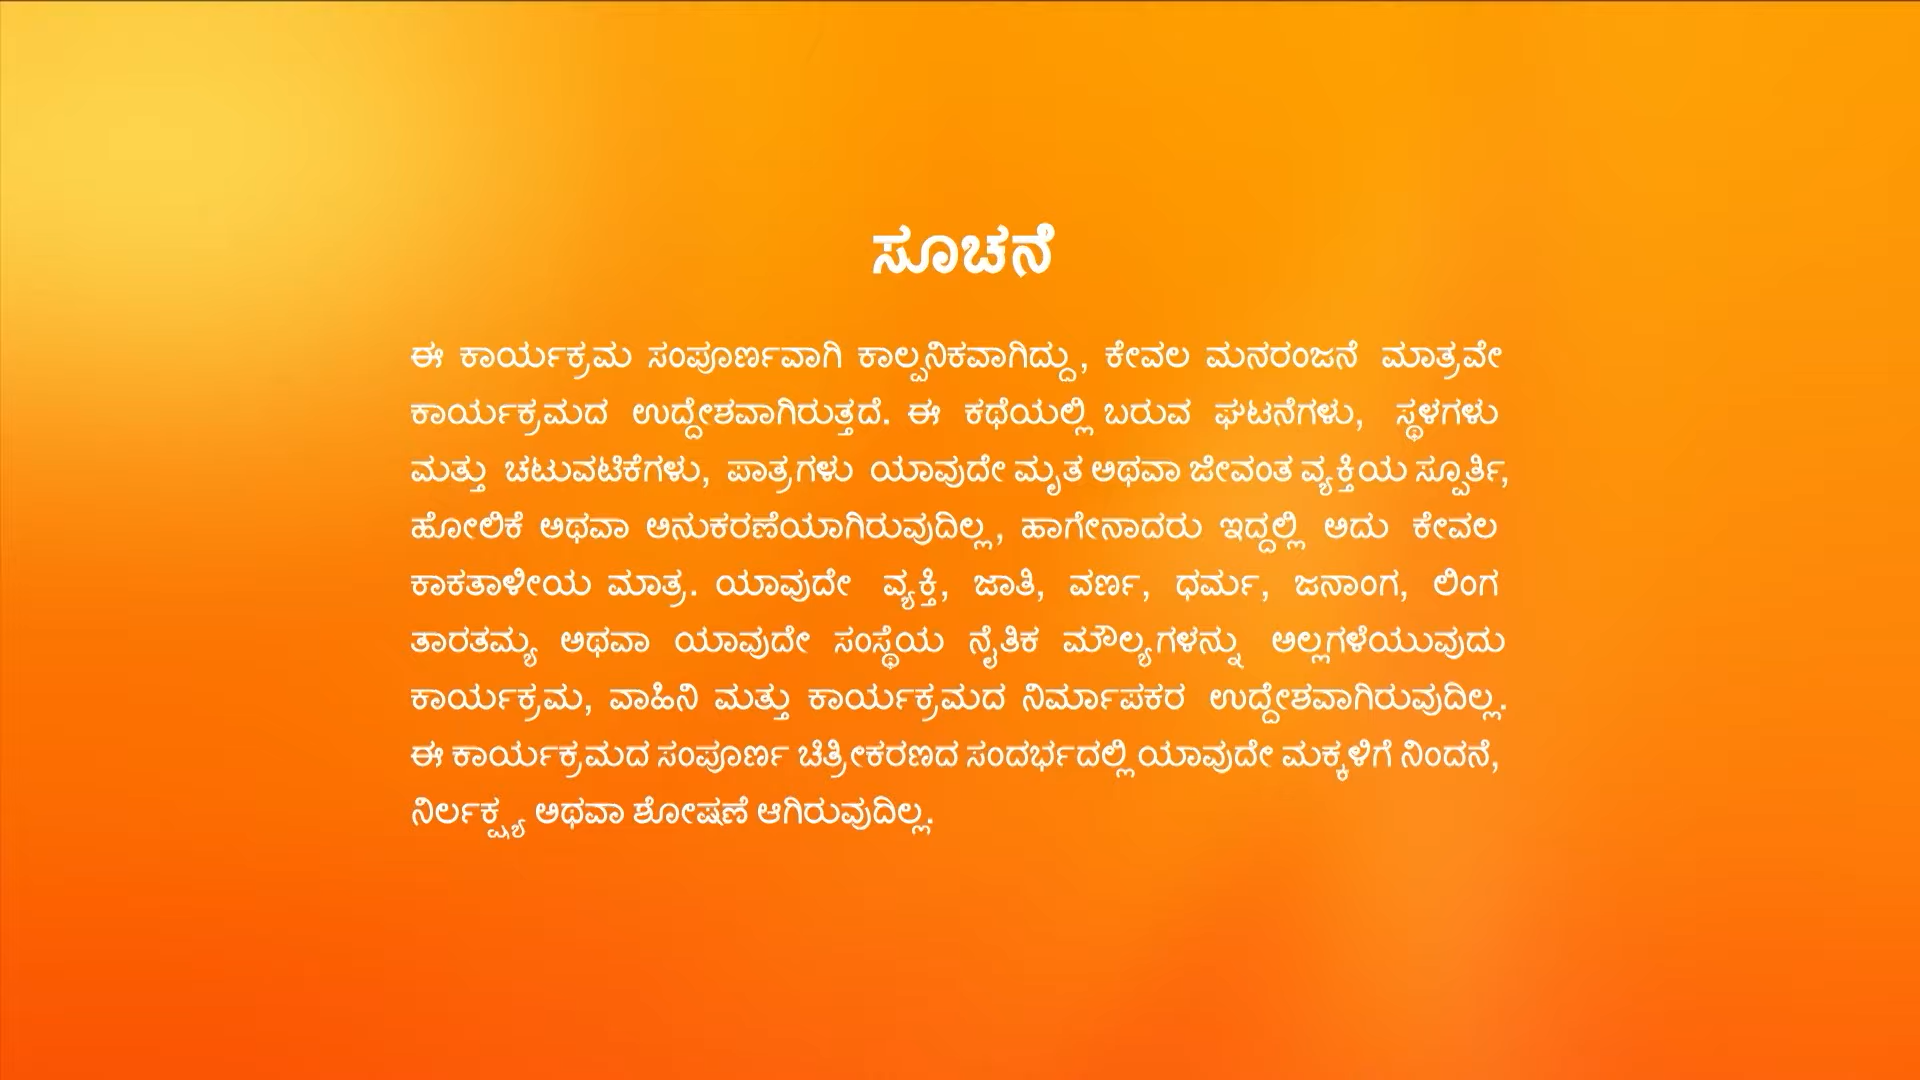 ಸೂಚನೆ
ಈ ಕಾರ್ಯಕ್ರಮ ಸಂಪೂರ್ಣವಾಗಿ ಕಾಲ್ಪನಿಕವಾಗಿದ್ದು, ಕೇವಲ ಮನರಂಜನೆ ಮಾತ್ರವೇ
ಕಾರ್ಯಕ್ರಮದ ಉದ್ದೇಶವಾಗಿರುತ್ತದೆ. ಈ ಕಥೆಯಲ್ಲಿ ಬರುವ ಘಟನೆಗಳು, ಸ್ಥಳಗಳು
ಮತ್ತು ಚಟುವಟಿಕೆಗಳು, ಪಾತ್ರಗಳು ಯಾವುದೇ ಮೃತ ಅಥವಾ ಜೀವಂತ ವ್ಯಕ್ತಿಯ ಸ್ಪೂರ್ತಿ,
ಹೋಲಿಕೆ ಅಥವಾ ಅನುಕರಣೆಯಾಗಿರುವುದಿಲ್ಲ, ಹಾಗೇನಾದರು ಇದ್ದಲ್ಲಿ ಅದು ಕೇವಲ
ಕಾಕತಾಳೀಯ ಮಾತ್ರ. ಯಾವುದೇ ವ್ಯಕ್ತಿ, ಜಾತಿ, ವರ್ಣ, ಧರ್ಮ, ಜನಾಂಗ, ಲಿಂಗ
ತಾರತಮ್ಯ ಅಥವಾ ಯಾವುದೇ ಸಂಸ್ಥೆಯ ನೈತಿಕ ಮೌಲ್ಯಗಳನ್ನು ಅಲ್ಲಗಳೆಯುವುದು
ಕಾರ್ಯಕ್ರಮ, ವಾಹಿನಿ ಮತ್ತು ಕಾರ್ಯಕ್ರಮದ ನಿರ್ಮಾಪಕರ ಉದ್ದೇಶವಾಗಿರುವುದಿಲ್ಲ.
ಈ ಕಾರ್ಯಕ್ರಮದ ಸಂಪೂರ್ಣ ಚಿತ್ರೀಕರಣದ ಸಂದರ್ಭದಲ್ಲಿ ಯಾವುದೇ ಮಕ್ಕಳಿಗೆ ನಿಂದನೆ,
ನಿರ್ಲಕ್ಷ್ಯ ಅಥವಾ ಶೋಷಣೆ ಆಗಿರುವುದಿಲ್ಲ.